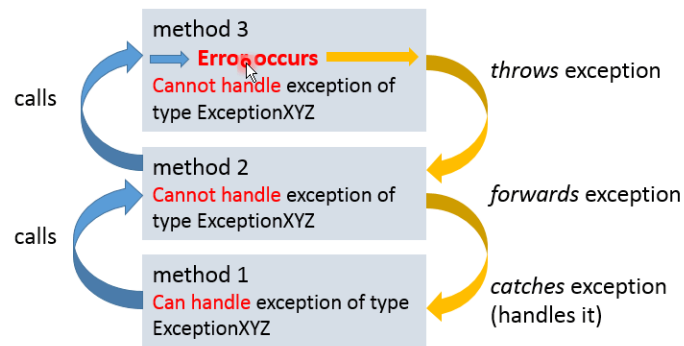 method 3
Error occurs
Cannot handle exception of
type ExceptionXYZ
throws exception
calls
method 2
Cannot handle exception of
type ExceptionXYZ
forwards exception
calls
method 1
Can handle exception of type
ExceptionXYZ
catches exception
(handles it)